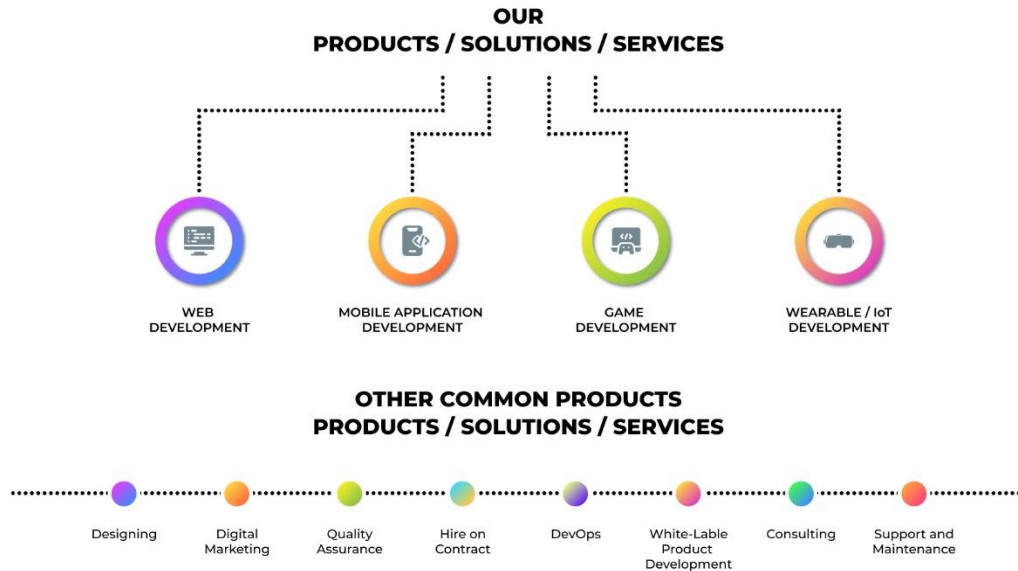 OUR
PRODUCTS / SOLUTIONS / SERVICES
WEB
DEVELOPMENT
MOBILE APPLICATION
DEVELOPMENT
GAME
DEVELOPMENT
WEARABLE / IoT
DEVELOPMENT
OTHER COMMON PRODUCTS
PRODUCTS / SOLUTIONS / SERVICES
Designing
Digital
Marketing
Quality
Assurance
Hire on
Contract
DevOps
White-Lable
Product
Development
Consulting
Support and
Maintenance